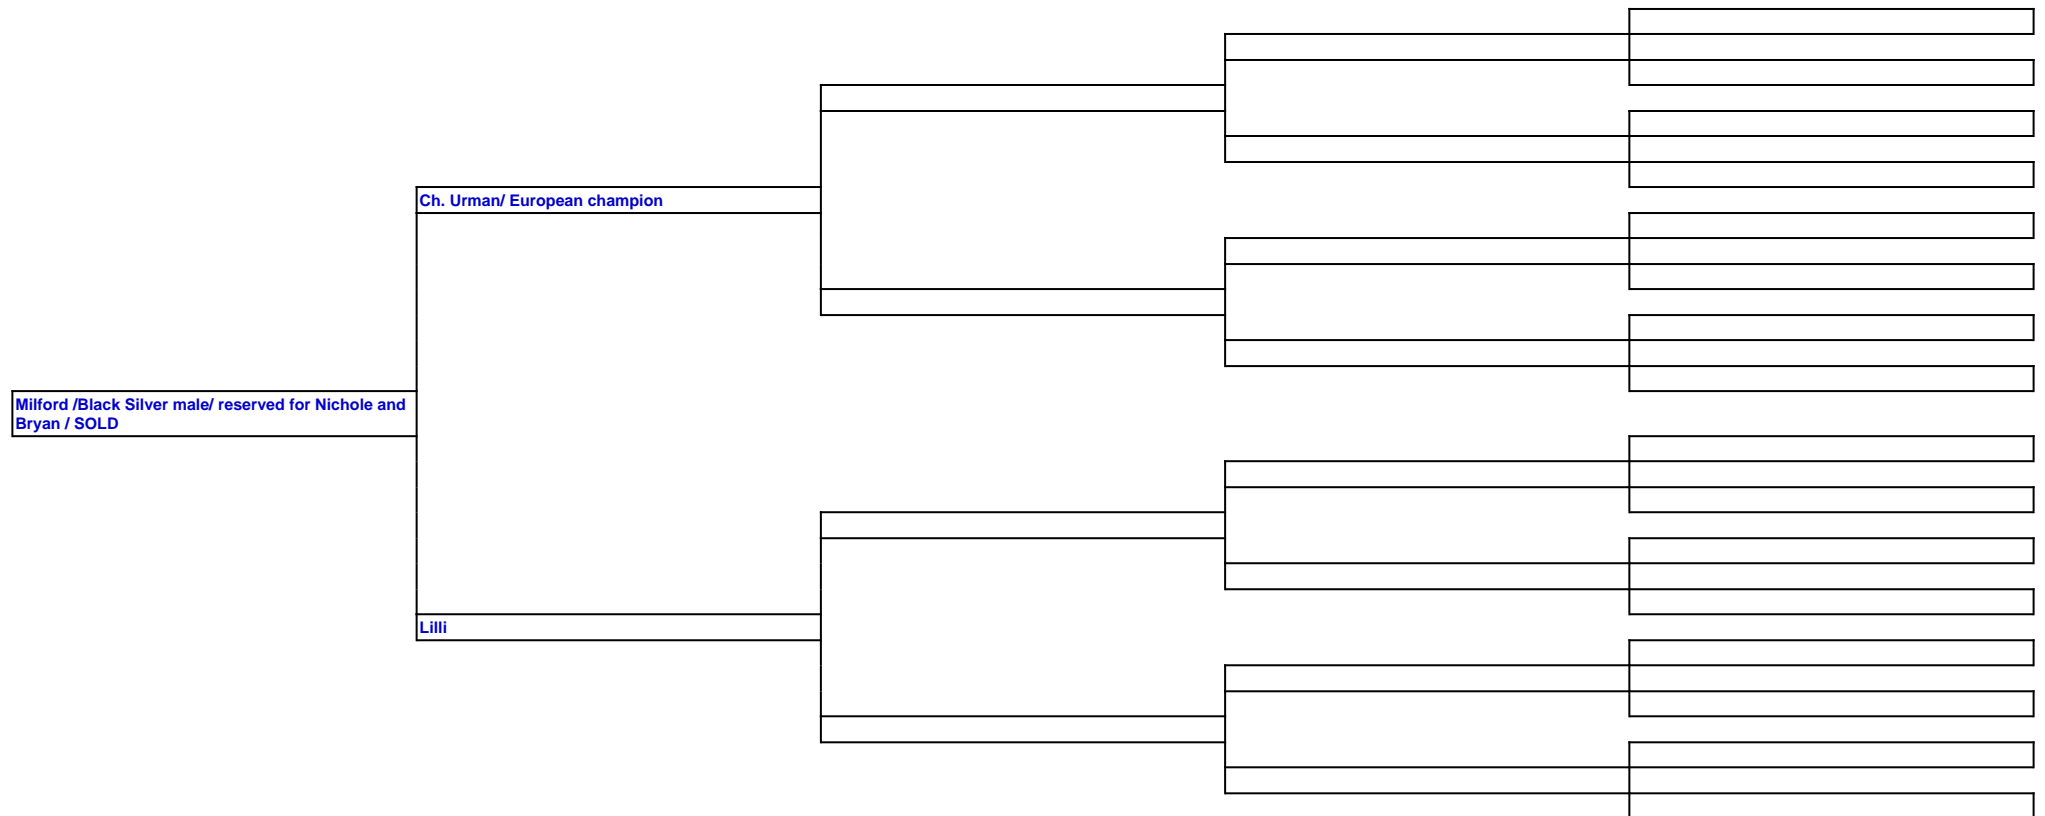 Ch. Urman/ European champion
Milford /Black Silver male/ reserved for Nichole and
Bryan / SOLD
Lilli